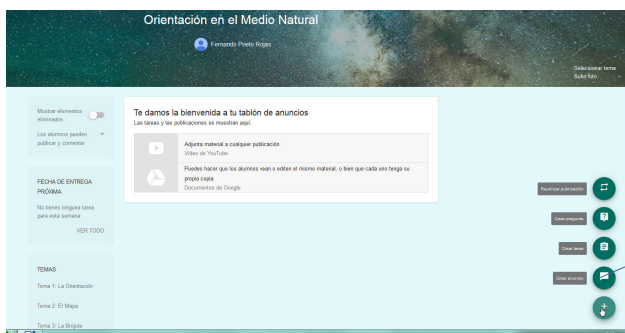 Orientación en el Medio Natural
Fernando Prieto Rojas
Seleccionar tema
Subir foto
Mostrar elementos
eliminados
Los alumnos pueden
publicar y comentar
Te damos la bienvenida a tu tablón de anuncios
Las tareas y las publicaciones se muestran aquí.
Adjunta material a cualquier publicación
Vídeo de YouTube
Puedes hacer que los alumnos vean o editen el mismo material, o bien que cada uno tenga su
propia copia
Documentos de Google
FECHA DE ENTREGA
PRÓXIMA
No tienes ninguna tarea
para esta semana
VER TODO
Reutilizar publicación
Crear pregunta
Crear tarea
Crear anuncio
TEMAS
Tema 1: La Orientación
Tema 2: El Mapa
Tema 3: La Brújula